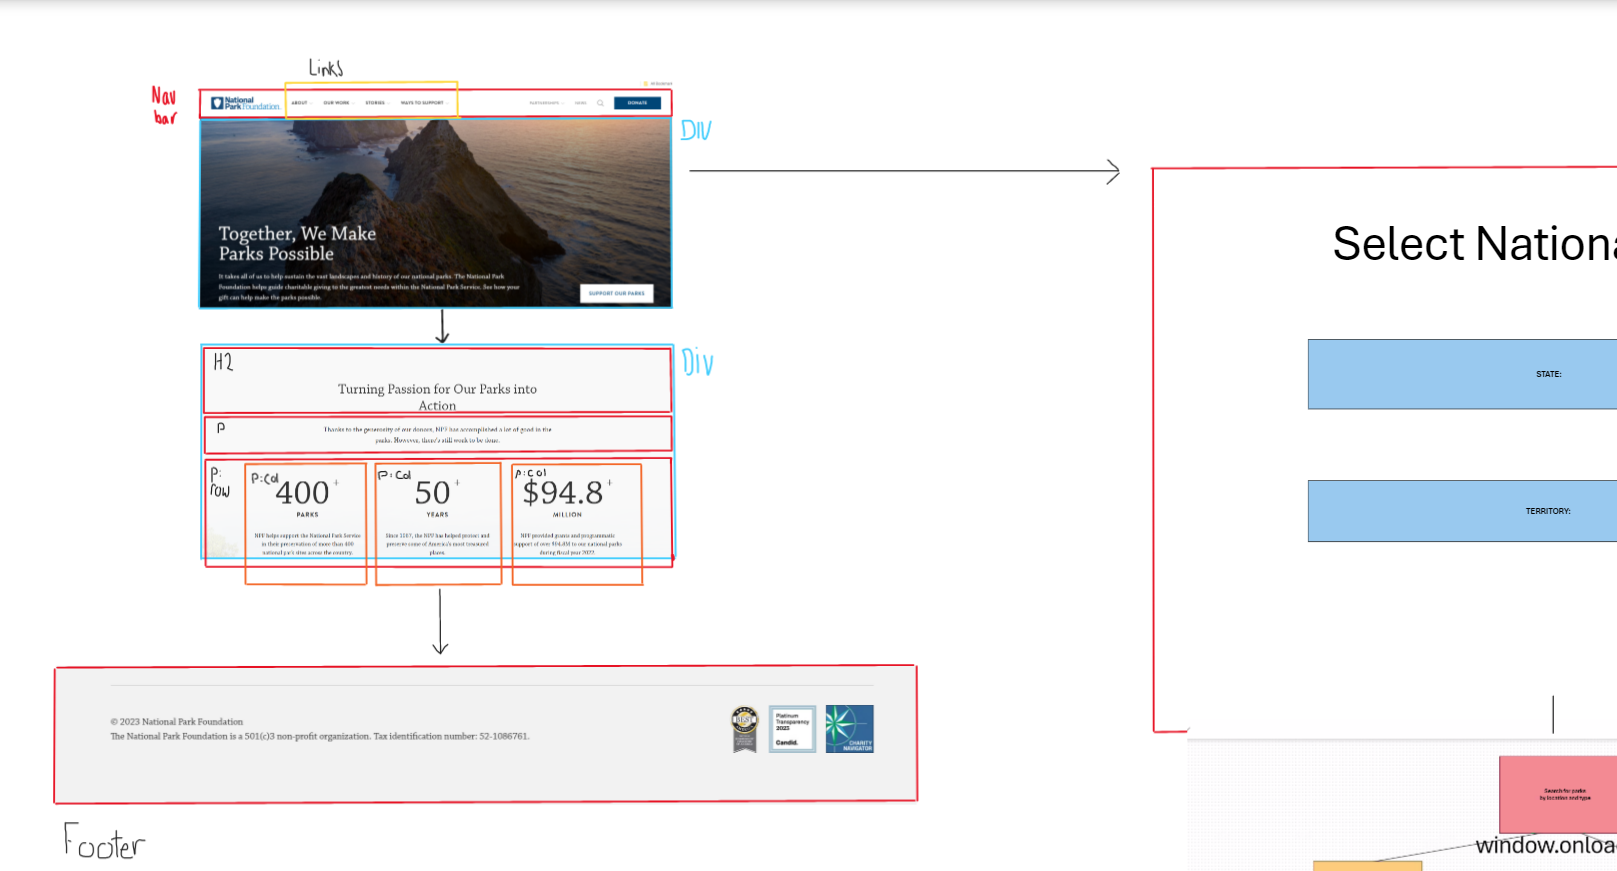 Links
Nav
bar
National
Park Foundation.
ABOUT
OUR WORK
STORIES
WAYS TO SUPPORT
PARTNERSHIPS
DONATE
DIV
Together, We Make
Parks Possible
It takes all of us to help sustain the vast landscapes and history of our national parks. The National Park
Foundation helps guide charitable giving to the greatest needs within the National Park Service. See how your
gift can help make the parks possible.
SUPPORT OUR PARKS
Select Nationa
STATE:
TERRITORY:
Div
H2
Turning Passion for Our Parks into
Action
P
Thanks to the generosity of our donors, NPF has accomplished a lot of good in the
parks. However, there's still work to be done.
P:
row
P:Col
400+
PARKS
NPF helps support the National Park Service
in their preservation of more than 400
national park sites across the country.
P:Col
50+
YEARS
Since 1967, the NPF has helped protect and
preserve some of America's most treasured
places.
P:Col
$94.8+
MILLION
NPF provided grants and programmatic
support of over $94.8M to our national parks
during fiscal year 2022.
© 2023 National Park Foundation
The National Park Foundation is a 501(c)3 non-profit organization. Tax identification number: 52-1086761.
BEST
Platinum
Transparency
2023
Candid.
CHARITY
NAVIGATOR
Footer
Search for parks
by location and type
window.onloa